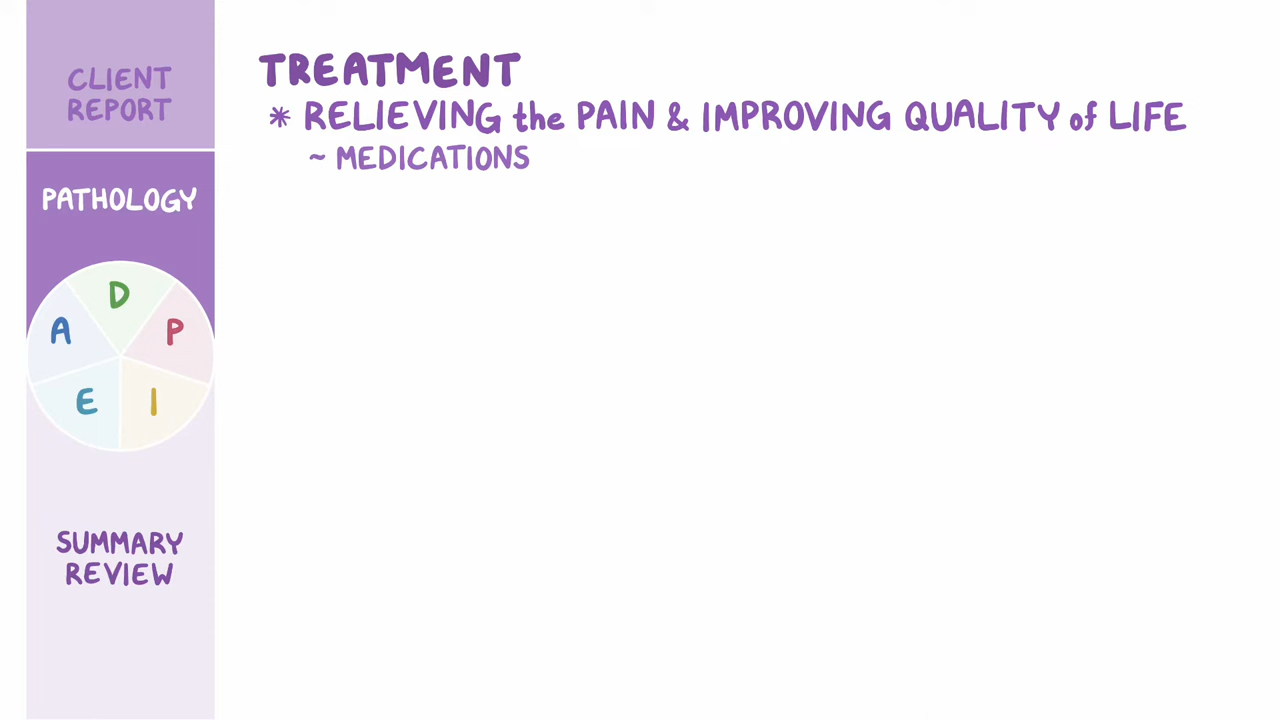 CLIENT
REPORT
PATHOLOGY
D
A
P
E
I
SUMMARY
REVIEW
TREATMENT
* RELIEVING the PAIN & IMPROVING QUALITY of LIFE
~ MEDICATIONS